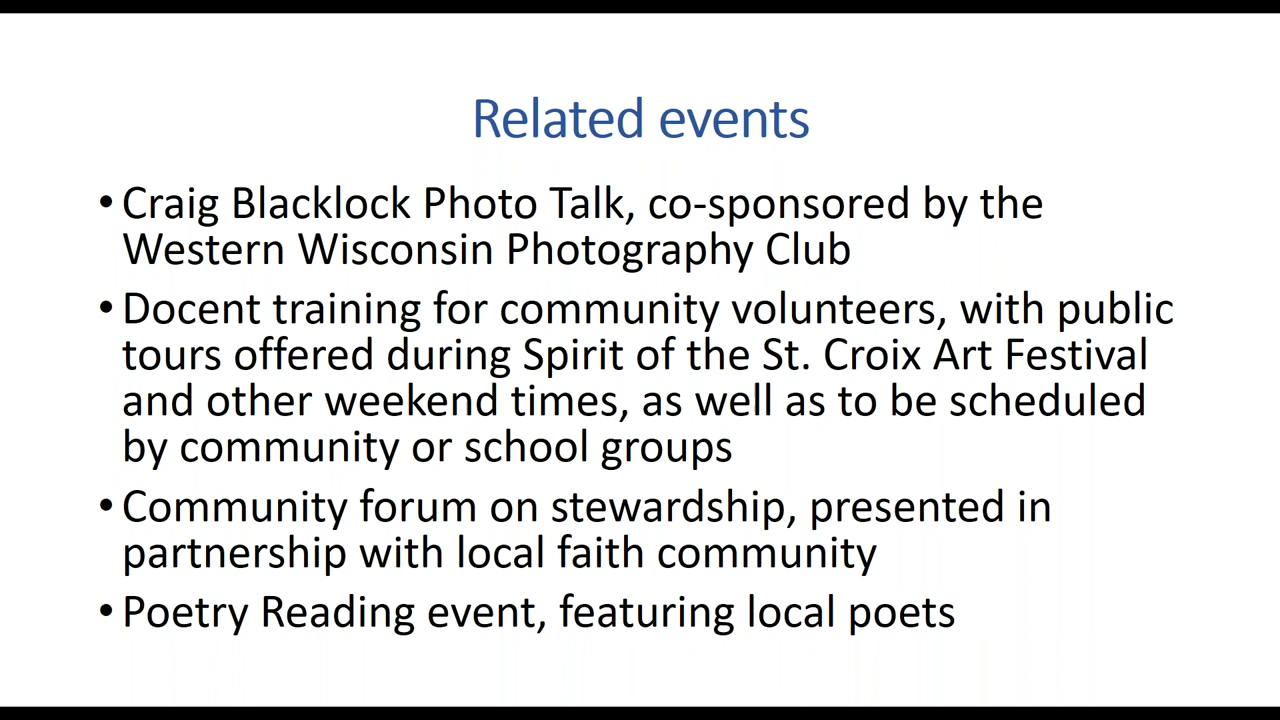 Related events
• Craig Blacklock Photo Talk, co-sponsored by the
Western Wisconsin Photography Club
• Docent training for community volunteers, with public
tours offered during Spirit of the St. Croix Art Festival
and other weekend times, as well as to be scheduled
by community or school groups
• Community forum on stewardship, presented in
partnership with local faith community
• Poetry Reading event, featuring local poets